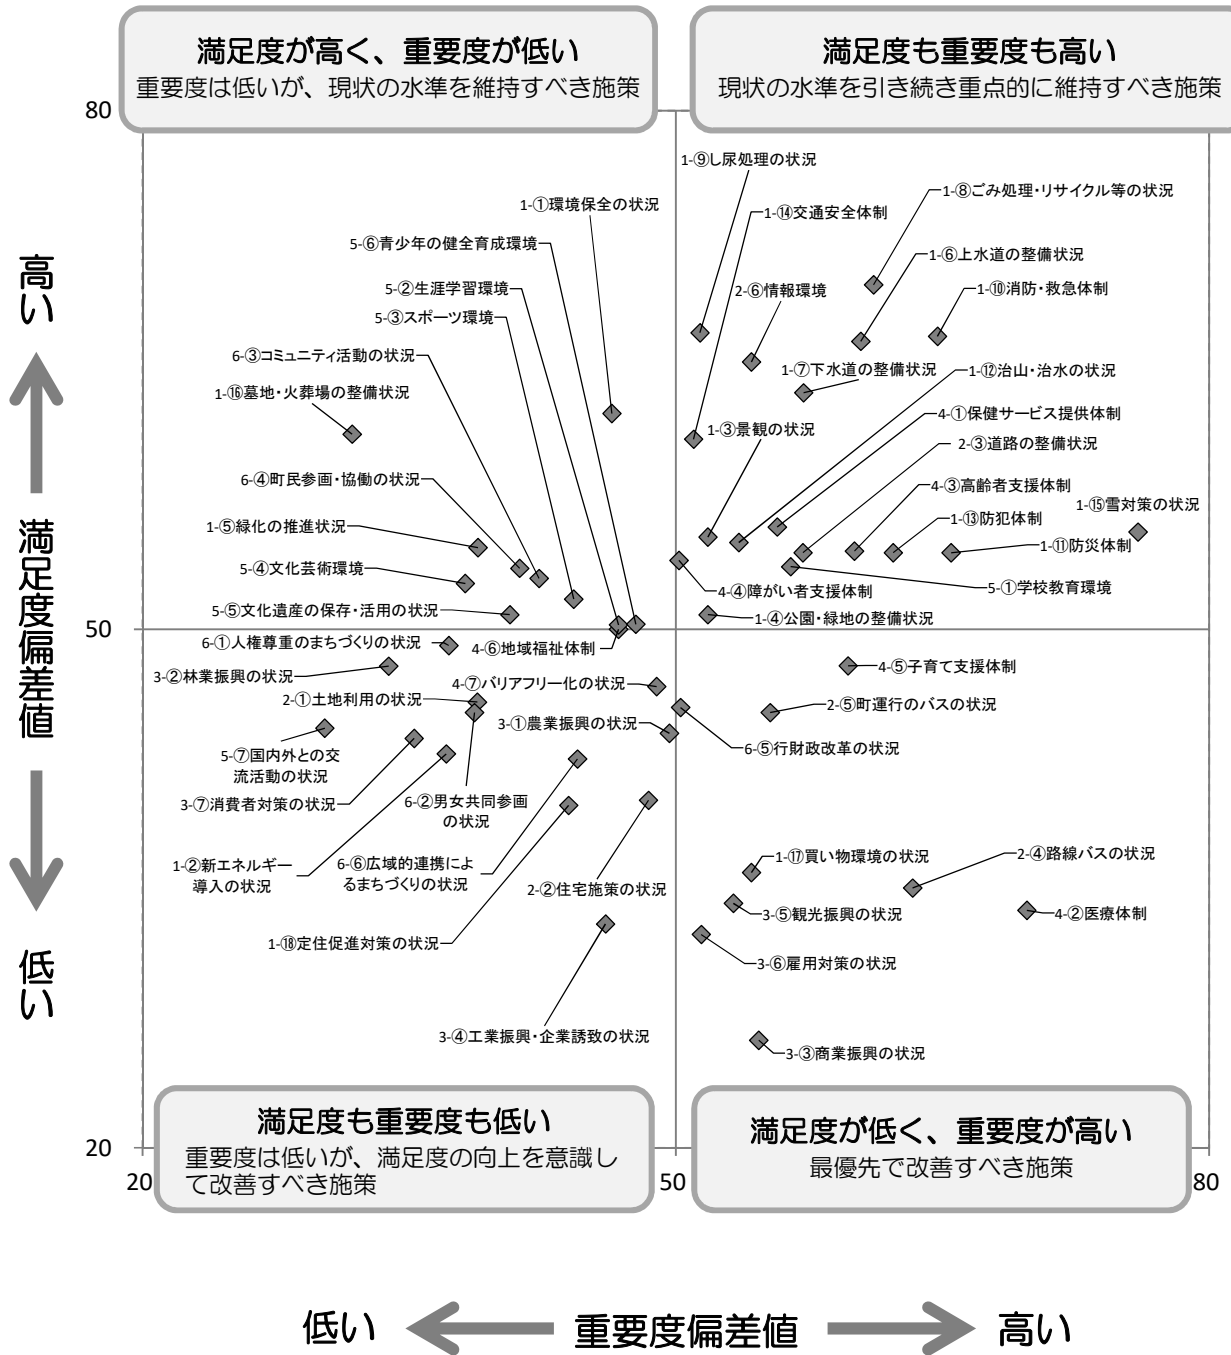 満足度が高く、重要度が低い
重要度は低いが、現状の水準を維持すべき施策
満足度も重要度も高い
現状の水準を引き続き重点的に維持すべき施策
80
1-⑨し尿処理の状況
1-⑧ごみ処理・リサイクル等の状況
1-①環境保全の状況
1-⑭交通安全体制
5-⑥青少年の健全育成環境
1-⑥上水道の整備状況
5-②生涯学習環境
2-⑥情報環境
1-⑩消防・救急体制
5-③スポーツ環境
6-③コミュニティ活動の状況
1-⑦下水道の整備状況
1-⑫治山・治水の状況
1-⑯墓地・火葬場の整備状況
4-①保健サービス提供体制
1-③景観の状況
2-③道路の整備状況
6-④町民参画・協働の状況
4-③高齢者支援体制
1-⑮雪対策の状況
1-⑤緑化の推進状況
1-⑬防犯体制
1-⑪防災体制
5-④文化芸術環境
4-④障がい者支援体制
5-①学校教育環境
5-⑤文化遺産の保存・活用の状況
1-④公園・緑地の整備状況
50
6-①人権尊重のまちづくりの状況
4-⑥地域福祉体制
3-②林業振興の状況
4-⑤子育て支援体制
4-⑦バリアフリー化の状況
2-①土地利用の状況
2-⑤町運行のバスの状況
3-①農業振興の状況
6-⑤行財政改革の状況
5-⑦国内外との交
流活動の状況
3-⑦消費者対策の状況
6-②男女共同参画
の状況
1-②新エネルギー
導入の状況
6-⑥広域的連携によ
るまちづくりの状況
2-②住宅施策の状況
1-⑰買い物環境の状況
2-④路線バスの状況
3-⑤観光振興の状況
4-②医療体制
1-⑱定住促進対策の状況
3-⑥雇用対策の状況
3-④工業振興・企業誘致の状況
3-③商業振興の状況
高い
満足度偏差値
低い
満足度も重要度も低い
重要度は低いが、満足度の向上を意識し
て改善すべき施策
満足度が低く、重要度が高い
最優先で改善すべき施策
20
20
50
80
低い
重要度偏差値
高い